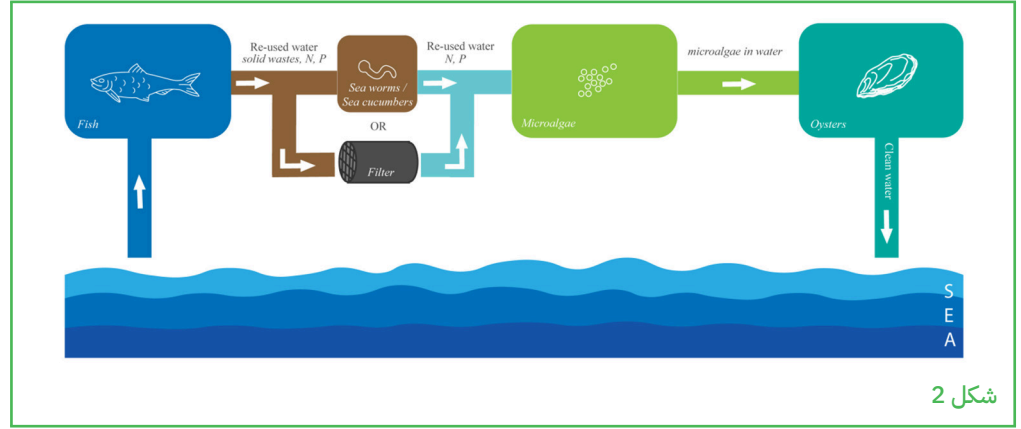 Fish
Re-used water
solid wastes, N, P
Sea worms /
Sea cucumbers
OR
Filter
Re-used water
N, P
Microalgae
microalgae in water
Oysters
Clean water
SEA
شكل 2